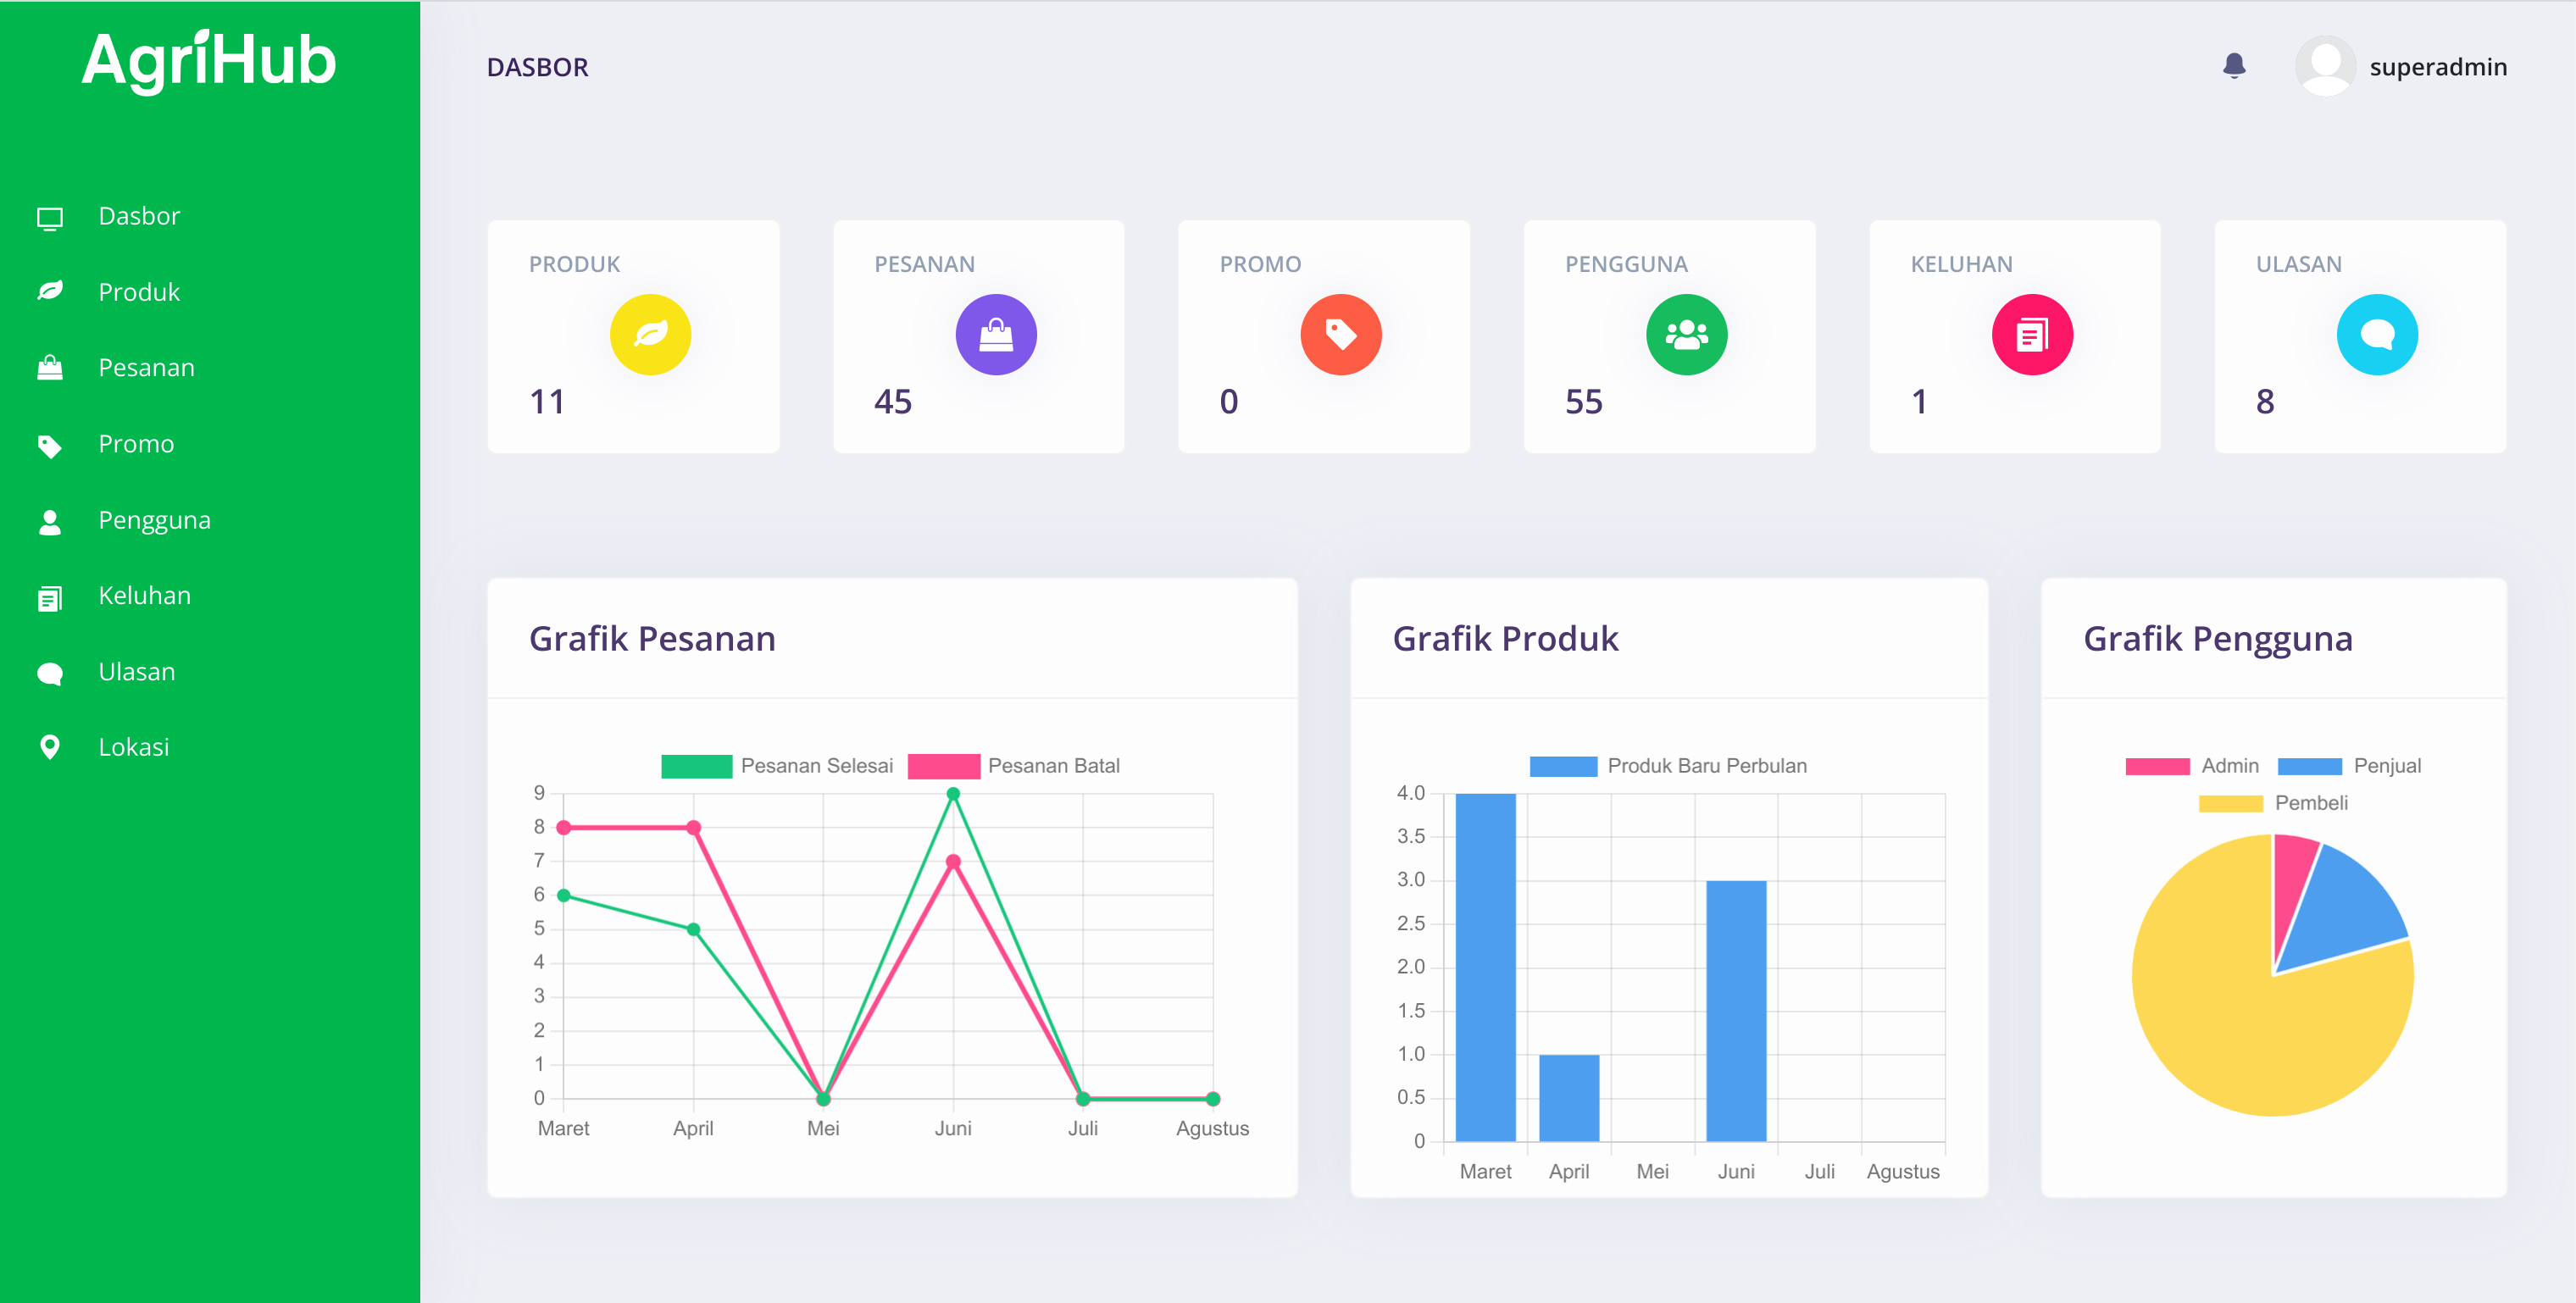 AgriHub
DASBOR
superadmin
Dasbor
Produk
Pesanan
Promo
Pengguna
Keluhan
Ulasan
Lokasi
PRODUK
11
PESANAN
45
PROMO
0
PENGGUNA
55
KELUHAN
1
ULASAN
8
Grafik Pesanan
Pesanan Selesai Pesanan Batal
9
8
7
6
5
4
3
2
1
0
Maret April Mei Juni Juli Agustus
Grafik Produk
Produk Baru Perbulan
4.0
3.5
3.0
2.5
2.0
1.5
1.0
0.5
0
Maret April Mei Juni Juli Agustus
Grafik Pengguna
Admin Penjual
Pembeli